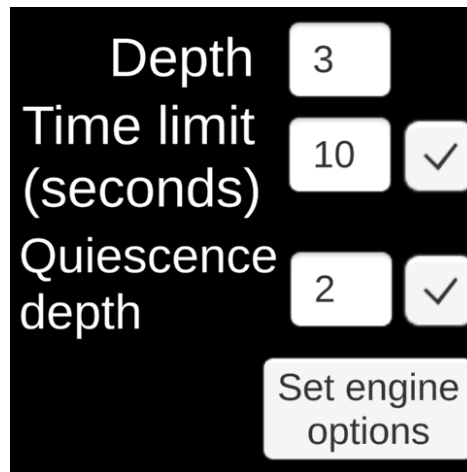 Depth 3
Time limit
(seconds) 10
Quiescence
depth 2
Set engine
options